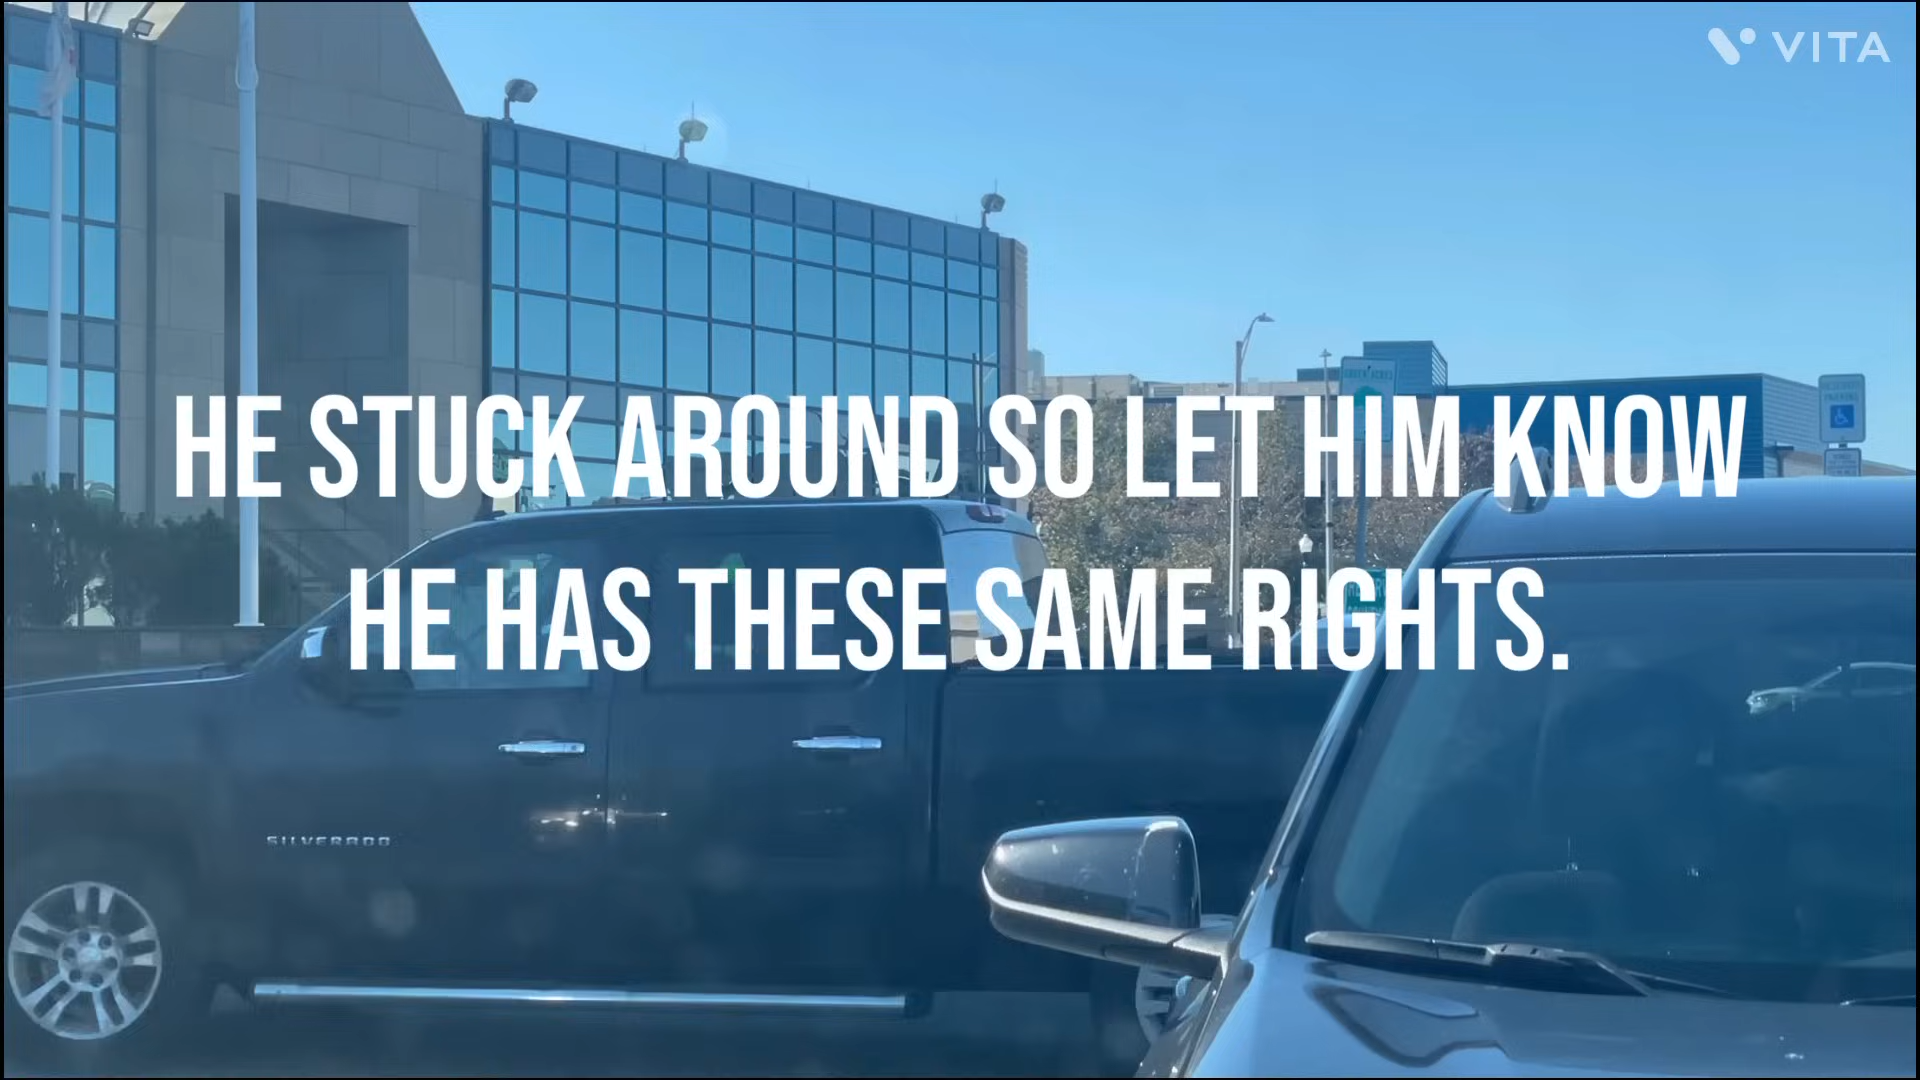 VITA
HE STUCK AROUND SO LET HIM KNOW
HE HAS THESE SAME RIGHTS.
SILVERADO